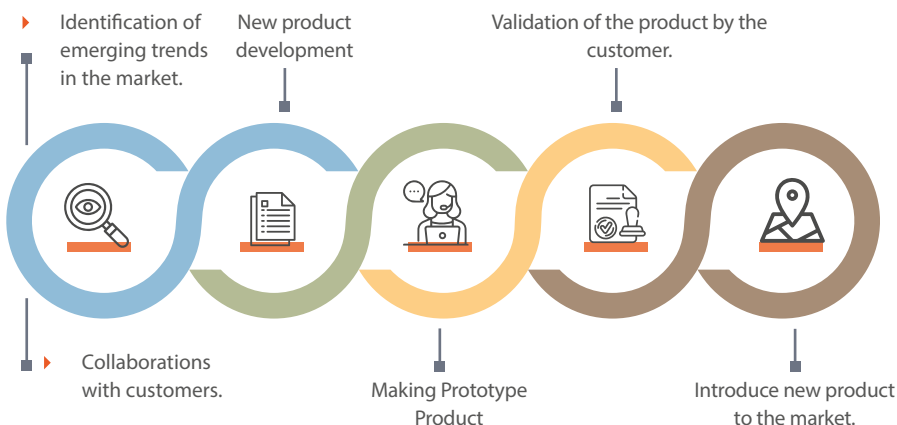 Identification of
emerging trends
in the market.
New product
development
Validation of the product by the
customer.
Collaborations
with customers.
Making Prototype
Product
Introduce new product
to the market.